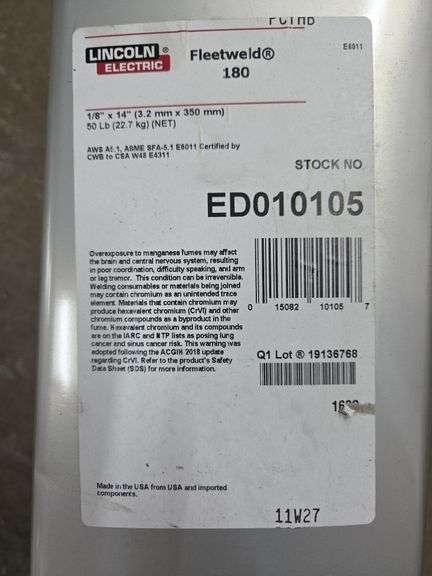 E6011
LINCOLN ®
ELECTRIC
Fleetweld®
180
1/8" x 14" (3.2 mm x 350 mm)
50 Lb (22.7 kg) (NET)
AWS A5.1, ASME SFA-5.1 E6011 Certified by
CWB to CSA W48 E4311
STOCK NO
ED010105
Overexposure to manganese fumes may affect
the brain and central nervous system, resulting
in poor coordination, difficulty speaking, and arm
or leg tremor. This condition can be irreversible.
Welding consumables or materials being joined
may contain chromium as an unintended trace
element. Materials that contain chromium may
produce hexavalent chromium (CrVI) and other
chromium compounds as a byproduct in the
fume. Hexavalent chromium and its compounds
are on the IARC and NTP lists as posing lung
cancer and sinus cancer risk. This warning was
adopted following the ACGIH 2018 update
regarding CrVI. Refer to the product's Safety
Data Sheet (SDS) for more information.
0 15082 10105 7
Q1 Lot ® 19136768
Made in the USA from USA and imported
components.
11W27